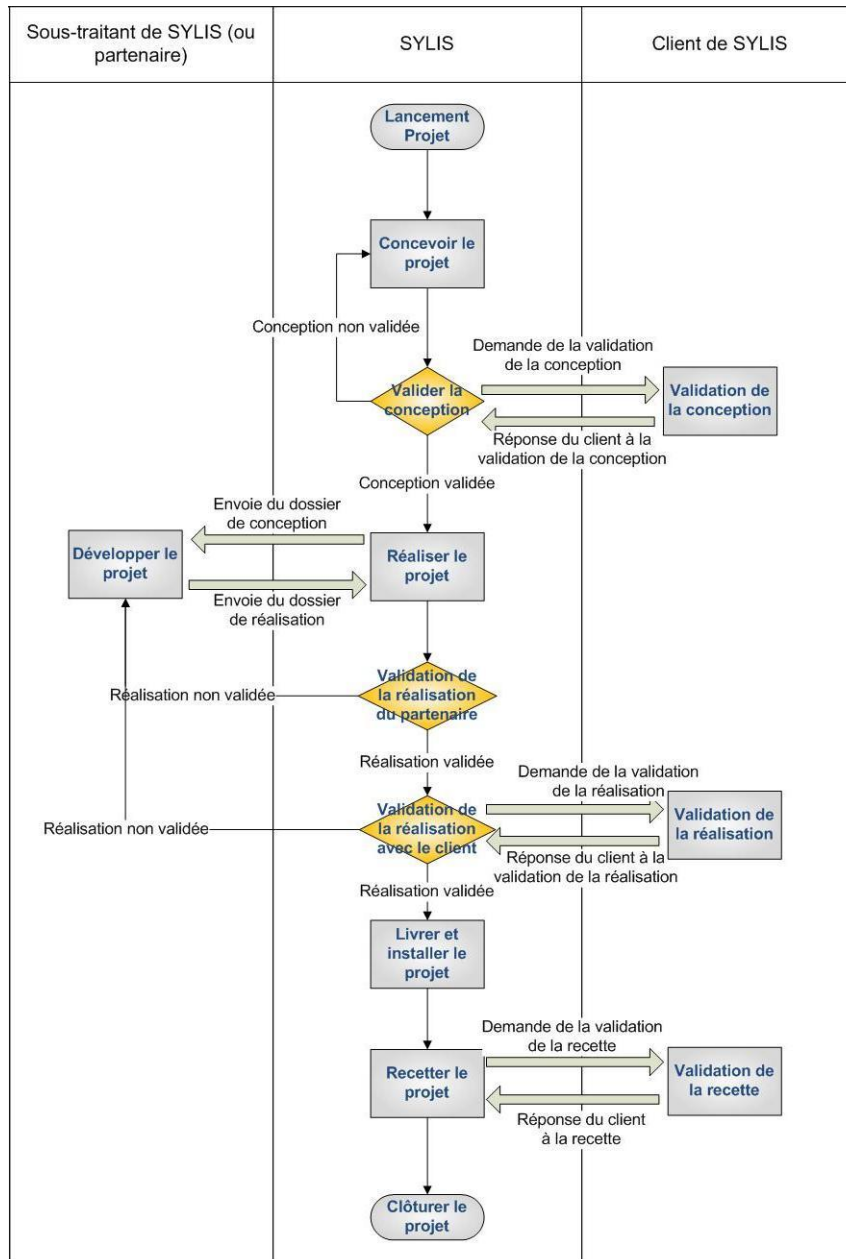 Sous-traitant de SYLIS (ou
partenaire)
SYLIS
Client de SYLIS
Lancement
Projet
Concevoir le
projet
Conception non validée
Demande de la validation
de la conception
Valider la
conception
Validation de
la conception
Réponse du client à la
validation de la conception
Conception validée
Envoie du dossier
de conception
Développer le
projet
Réaliser le
projet
Envoie du dossier
de réalisation
Validation de
la réalisation
du partenaire
Réalisation non validée
Réalisation validée
Demande de la validation
de la réalisation
Validation de
la réalisation
avec le client
Validation de
la réalisation
Réalisation non validée
Réponse du client à la
validation de la réalisation
Réalisation validée
Livrer et
installer le
projet
Demande de la validation
de la recette
Recetter le
projet
Validation de
la recette
Réponse du client
à la recette
Clôturer le
projet